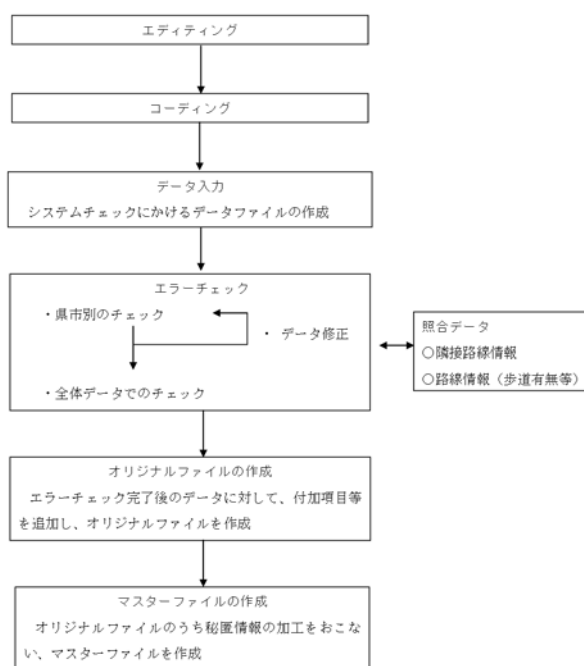 エディティング
コーディング
データ入力
システムチェックにかけるデータファイルの作成
エラーチェック
・県市別のチェック
・ データ修正
・全体データでのチェック
照合データ
○隣接路線情報
○路線情報（歩道有無等）
オリジナルファイルの作成
エラーチェック完了後のデータに対して、付加項目等
を追加し、オリジナルファイルを作成
マスターファイルの作成
オリジナルファイルのうち秘匿情報の加工をおこな
い、マスターファイルを作成